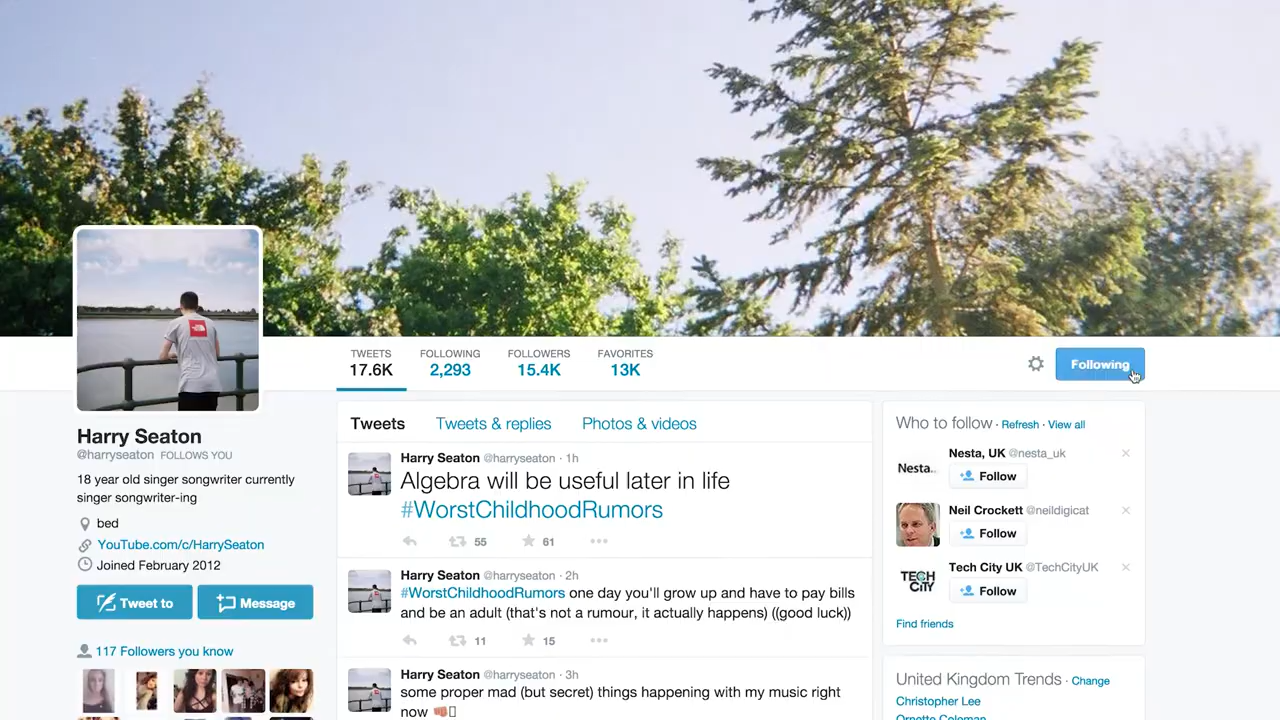 TWEETS
17.6K
FOLLOWING
2,293
FOLLOWERS
15.4K
FAVORITES
13K
Following
Harry Seaton
@harryseaton FOLLOWS YOU
18 year old singer songwriter currently
singer songwriter-ing
bed
YouTube.com/c/HarrySeaton
Joined February 2012
Tweet to
Message
117 Followers you know
Tweets
Tweets & replies
Photos & videos
Harry Seaton @harryseaton · 1h
Algebra will be useful later in life
#WorstChildhoodRumors
55
61
Harry Seaton @harryseaton · 2h
#WorstChildhoodRumors one day you'll grow up and have to pay bills
and be an adult (that's not a rumour, it actually happens) ((good luck))
11
15
Harry Seaton @harryseaton · 3h
some proper mad (but secret) things happening with my music right
now
Who to follow · Refresh · View all
Nesta..
Nesta, UK @nesta_uk
Follow
Neil Crockett @neildigicat
Follow
TECH
CITY
Tech City UK @TechCityUK
Follow
Find friends
United Kingdom Trends · Change
Christopher Lee
Ornette Coleman